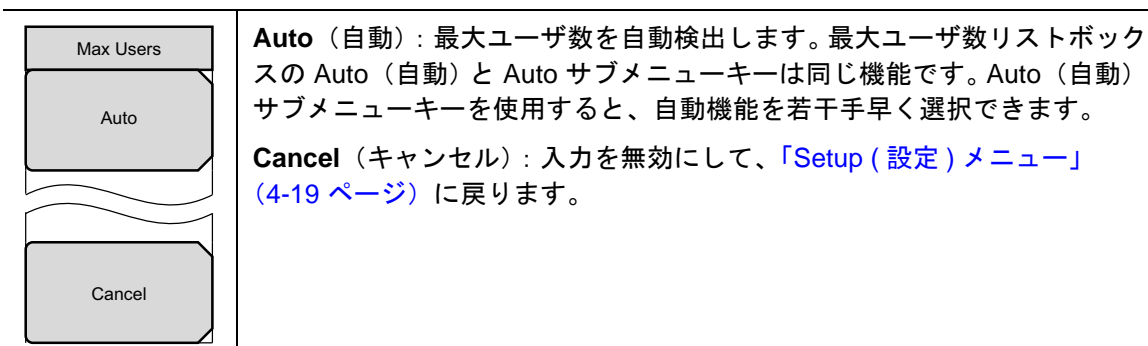 Max Users
Auto
Cancel
Auto（自動）: 最大ユーザ数を自動検出します。最大ユーザ数リストボック
スの Auto（自動）と Auto サブメニューキーは同じ機能です。Auto（自動）
サブメニューキーを使用すると、自動機能を若干手早く選択できます。
Cancel（キャンセル）: 入力を無効にして、「Setup ( 設定 ) メニュー」
（4-19 ページ）に戻ります。